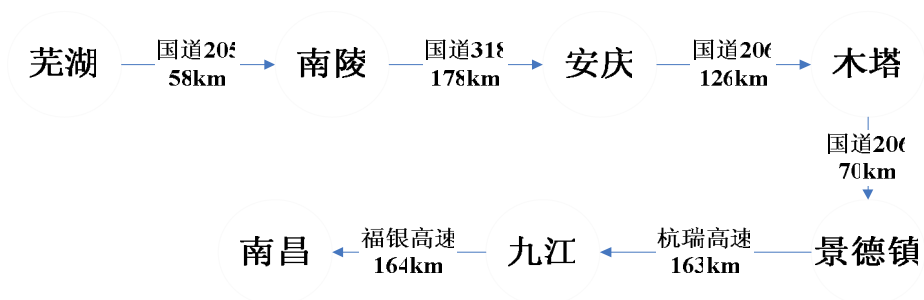 芜湖
国道205
58km
南陵
国道318
178km
安庆
国道206
126km
木塔
国道206
70km
景德镇
杭瑞高速
163km
九江
福银高速
164km
南昌